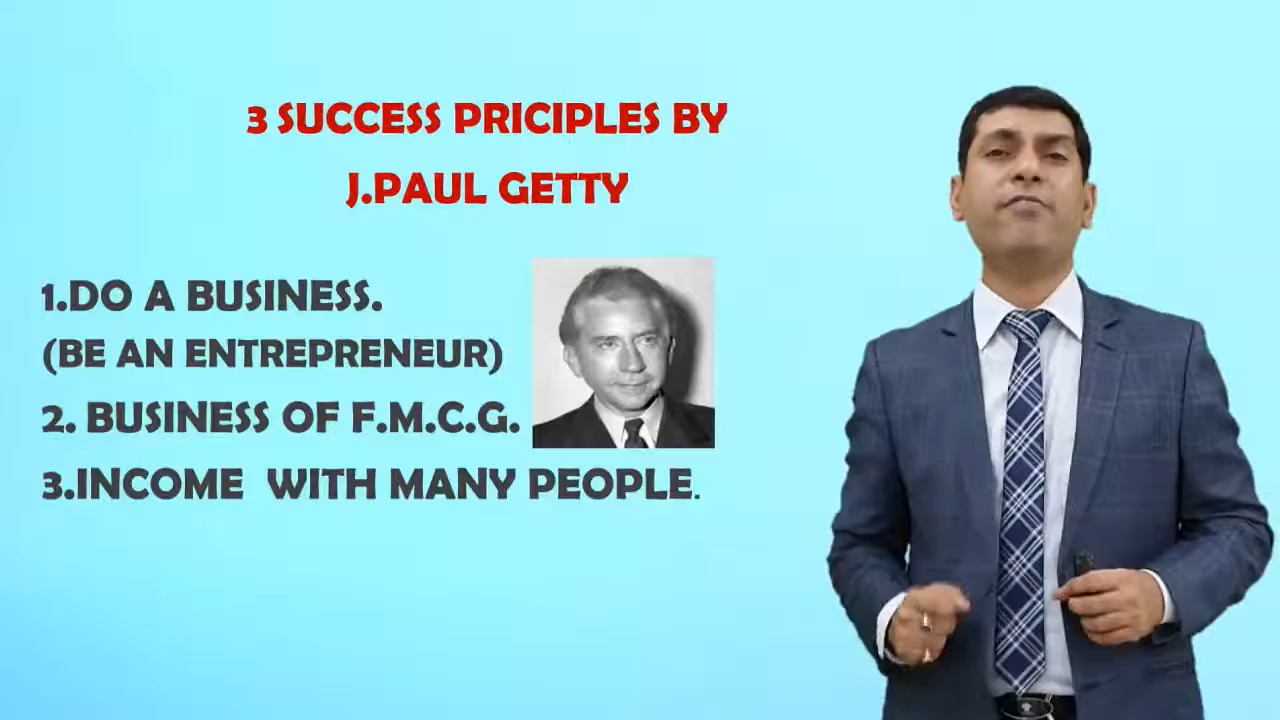 3 SUCCESS PRICIPLES BY
J.PAUL GETTY
1.DO A BUSINESS.
(BE AN ENTREPRENEUR)
2. BUSINESS OF F.M.C.G.
3.INCOME WITH MANY PEOPLE.